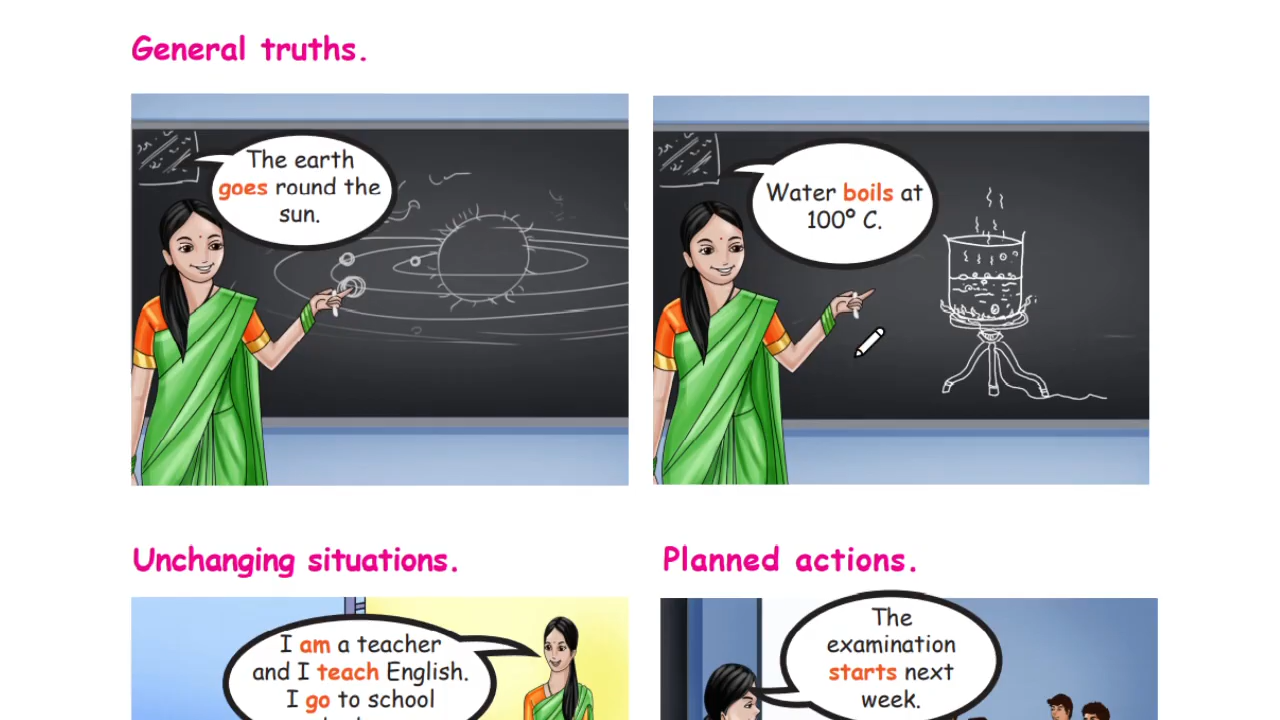 General truths.
The earth
goes round the
sun.
Water boils at
100° C.
Unchanging situations.
Planned actions.
I am a teacher
and I teach English.
I go to school
The
examination
starts next
week.